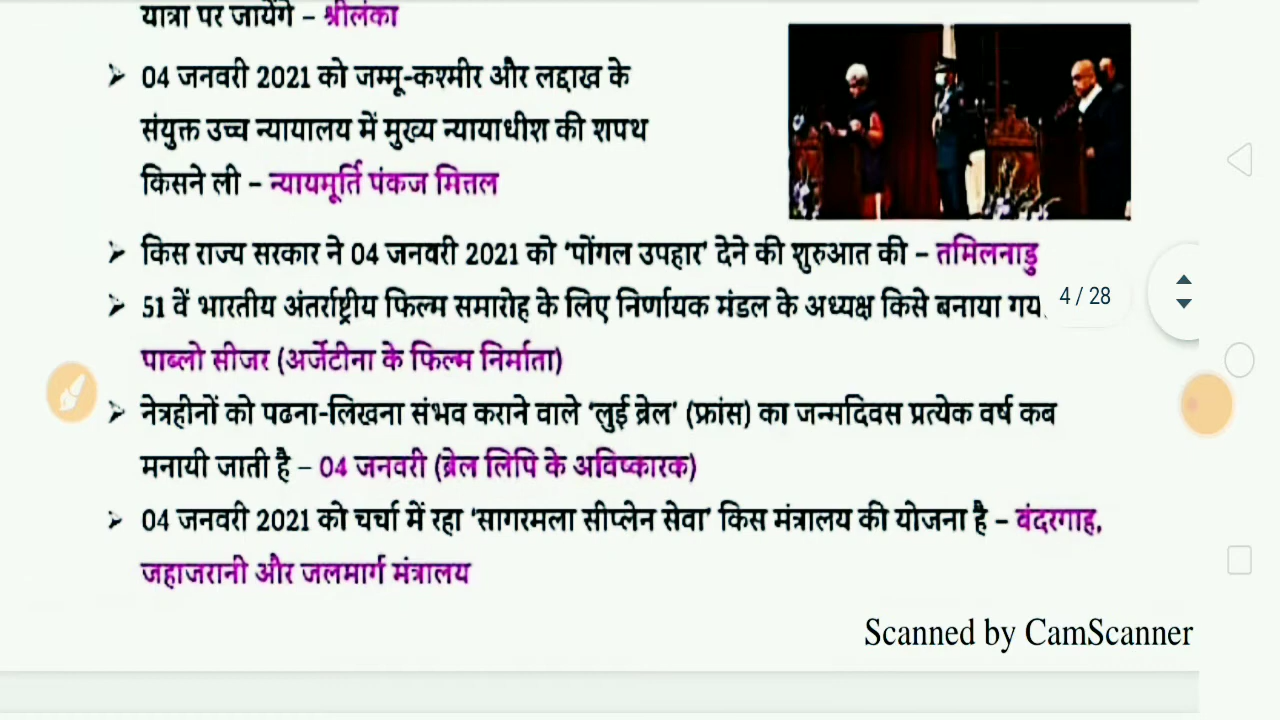 यात्रा पर जायेंगे – श्रीलंका
➢ 04 जनवरी 2021 को जम्मू-कश्मीर और लद्दाख के
संयुक्त उच्च न्यायालय में मुख्य न्यायाधीश की शपथ
किसने ली – न्यायमूर्ति पंकज मित्तल
➢ किस राज्य सरकार ने 04 जनवरी 2021 को ‘पोंगल उपहार’ देने की शुरुआत की – तमिलनाडु
➢ 51 वें भारतीय अंतर्राष्ट्रीय फिल्म समारोह के लिए निर्णायक मंडल के अध्यक्ष किसे बनाया गय
4 / 28
पाब्लो सीजर (अर्जेटीना के फिल्म निर्माता)
➢ नेत्रहीनों को पढना-लिखना संभव कराने वाले ‘लुई ब्रेल’ (फ्रांस) का जन्मदिवस प्रत्येक वर्ष कब
मनायी जाती है – 04 जनवरी (ब्रेल लिपि के अविष्कारक)
➢ 04 जनवरी 2021 को चर्चा में रहा ‘सागरमला सीप्लेन सेवा’ किस मंत्रालय की योजना है – बंदरगाह,
जहाजरानी और जलमार्ग मंत्रालय
Scanned by CamScanner